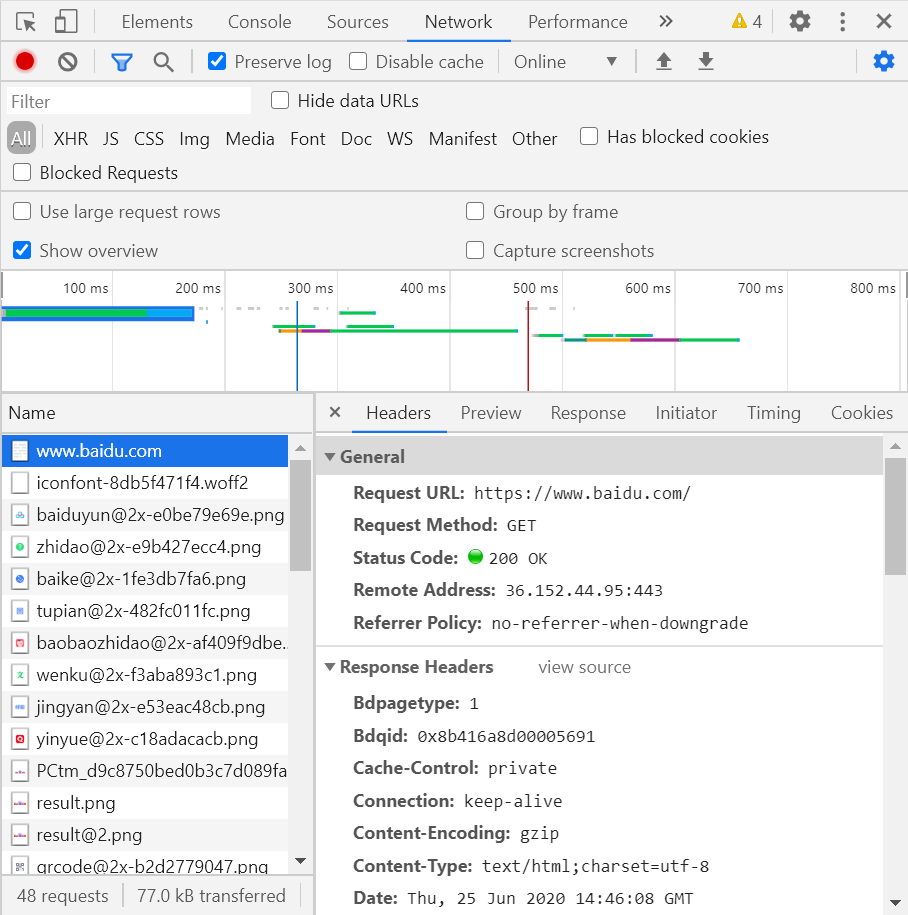 Elements Console Sources Network Performance 4
Preserve log Disable cache Online
Filter Hide data URLs
All XHR JS CSS Img Media Font Doc WS Manifest Other Has blocked cookies
Blocked Requests
Use large request rows Group by frame
Show overview Capture screenshots
100 ms 200 ms 300 ms 400 ms 500 ms 600 ms 700 ms 800 ms
Name
www.baidu.com
iconfont-8db5f471f4.woff2
baiduyun@2x-e0be79e69e.png
zhidao@2x-e9b427ecc4.png
baike@2x-1fe3db7fa6.png
tupian@2x-482fc011fc.png
baobaozhidao@2x-af409f9dbe..
wenku@2x-f3aba893c1.png
jingyan@2x-e53eac48cb.png
yinyue@2x-c18adacacb.png
PCtm_d9c8750bed0b3c7d089fa
result.png
result@2.png
qrcode@2x-b2d2779047.png
48 requests 77.0 kB transferred
Headers Preview Response Initiator Timing Cookies
General
Request URL: https://www.baidu.com/
Request Method: GET
Status Code: 200 OK
Remote Address: 36.152.44.95:443
Referrer Policy: no-referrer-when-downgrade
Response Headers view source
Bdpagetype: 1
Bdqid: 0x8b416a8d00005691
Cache-Control: private
Connection: keep-alive
Content-Encoding: gzip
Content-Type: text/html;charset=utf-8
Date: Thu, 25 Jun 2020 14:46:08 GMT